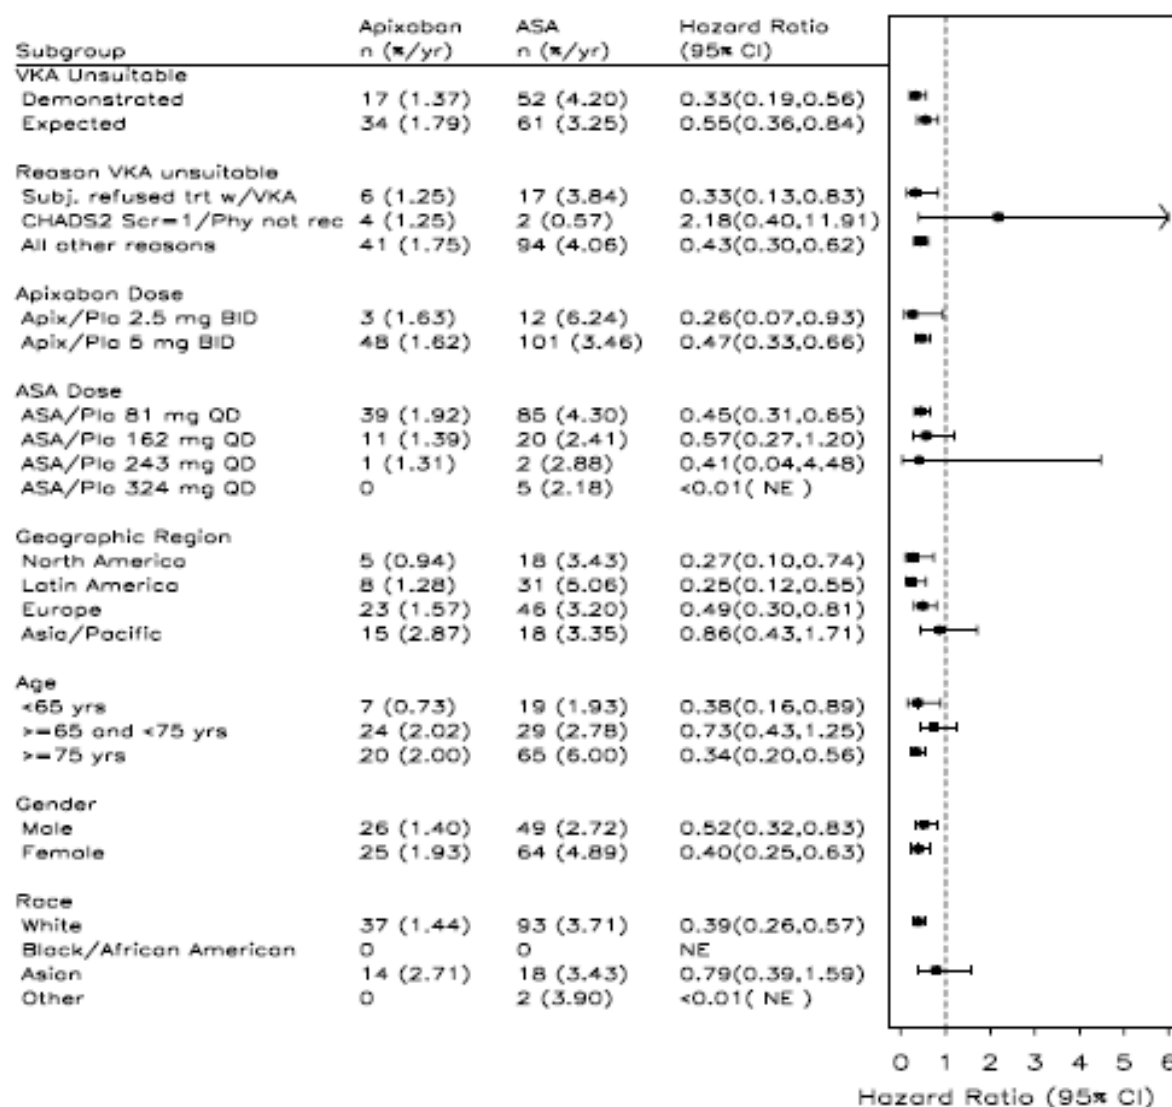 Apixaban ASA Hazard Ratio
Subgroup n (%/yr) n (%/yr) (95% CI)
VKA Unsuitable
Demonstrated 17 (1.37) 52 (4.20) 0.33(0.19,0.56)
Expected 34 (1.79) 61 (3.25) 0.55(0.36,0.84)
Reason VKA unsuitable
Subj. refused trt w/VKA 6 (1.25) 17 (3.84) 0.33(0.13,0.83)
CHADS2 Scr=1/Phy not rec 4 (1.25) 2 (0.57) 2.18(0.40,11.91)
All other reasons 41 (1.75) 94 (4.06) 0.43(0.30,0.62)
Apixaban Dose
Apix/Pla 2.5 mg BID 3 (1.63) 12 (6.24) 0.26(0.07,0.93)
Apix/Pla 5 mg BID 48 (1.62) 101 (3.46) 0.47(0.33,0.66)
ASA Dose
ASA/Pla 81 mg QD 39 (1.92) 85 (4.30) 0.45(0.31,0.65)
ASA/Pla 162 mg QD 11 (1.39) 20 (2.41) 0.57(0.27,1.20)
ASA/Pla 243 mg QD 1 (1.31) 2 (2.88) 0.41(0.04,4.48)
ASA/Pla 324 mg QD 0 5 (2.18) <0.01( NE )
Geographic Region
North America 5 (0.94) 18 (3.43) 0.27(0.10,0.74)
Latin America 8 (1.28) 31 (5.06) 0.25(0.12,0.55)
Europe 23 (1.57) 46 (3.20) 0.49(0.30,0.81)
Asia/Pacific 15 (2.87) 18 (3.35) 0.86(0.43,1.71)
Age
<65 yrs 7 (0.73) 19 (1.93) 0.38(0.16,0.89)
>=65 and <75 yrs 24 (2.02) 29 (2.78) 0.73(0.43,1.25)
>=75 yrs 20 (2.00) 65 (6.00) 0.34(0.20,0.56)
Gender
Male 26 (1.40) 49 (2.72) 0.52(0.32,0.83)
Female 25 (1.93) 64 (4.89) 0.40(0.25,0.63)
Race
White 37 (1.44) 93 (3.71) 0.39(0.26,0.57)
Black/African American 0 0 NE
Asian 14 (2.71) 18 (3.43) 0.79(0.39,1.59)
Other 0 2 (3.90) <0.01( NE )
0 1 2 3 4 5 6
Hazard Ratio (95% CI)